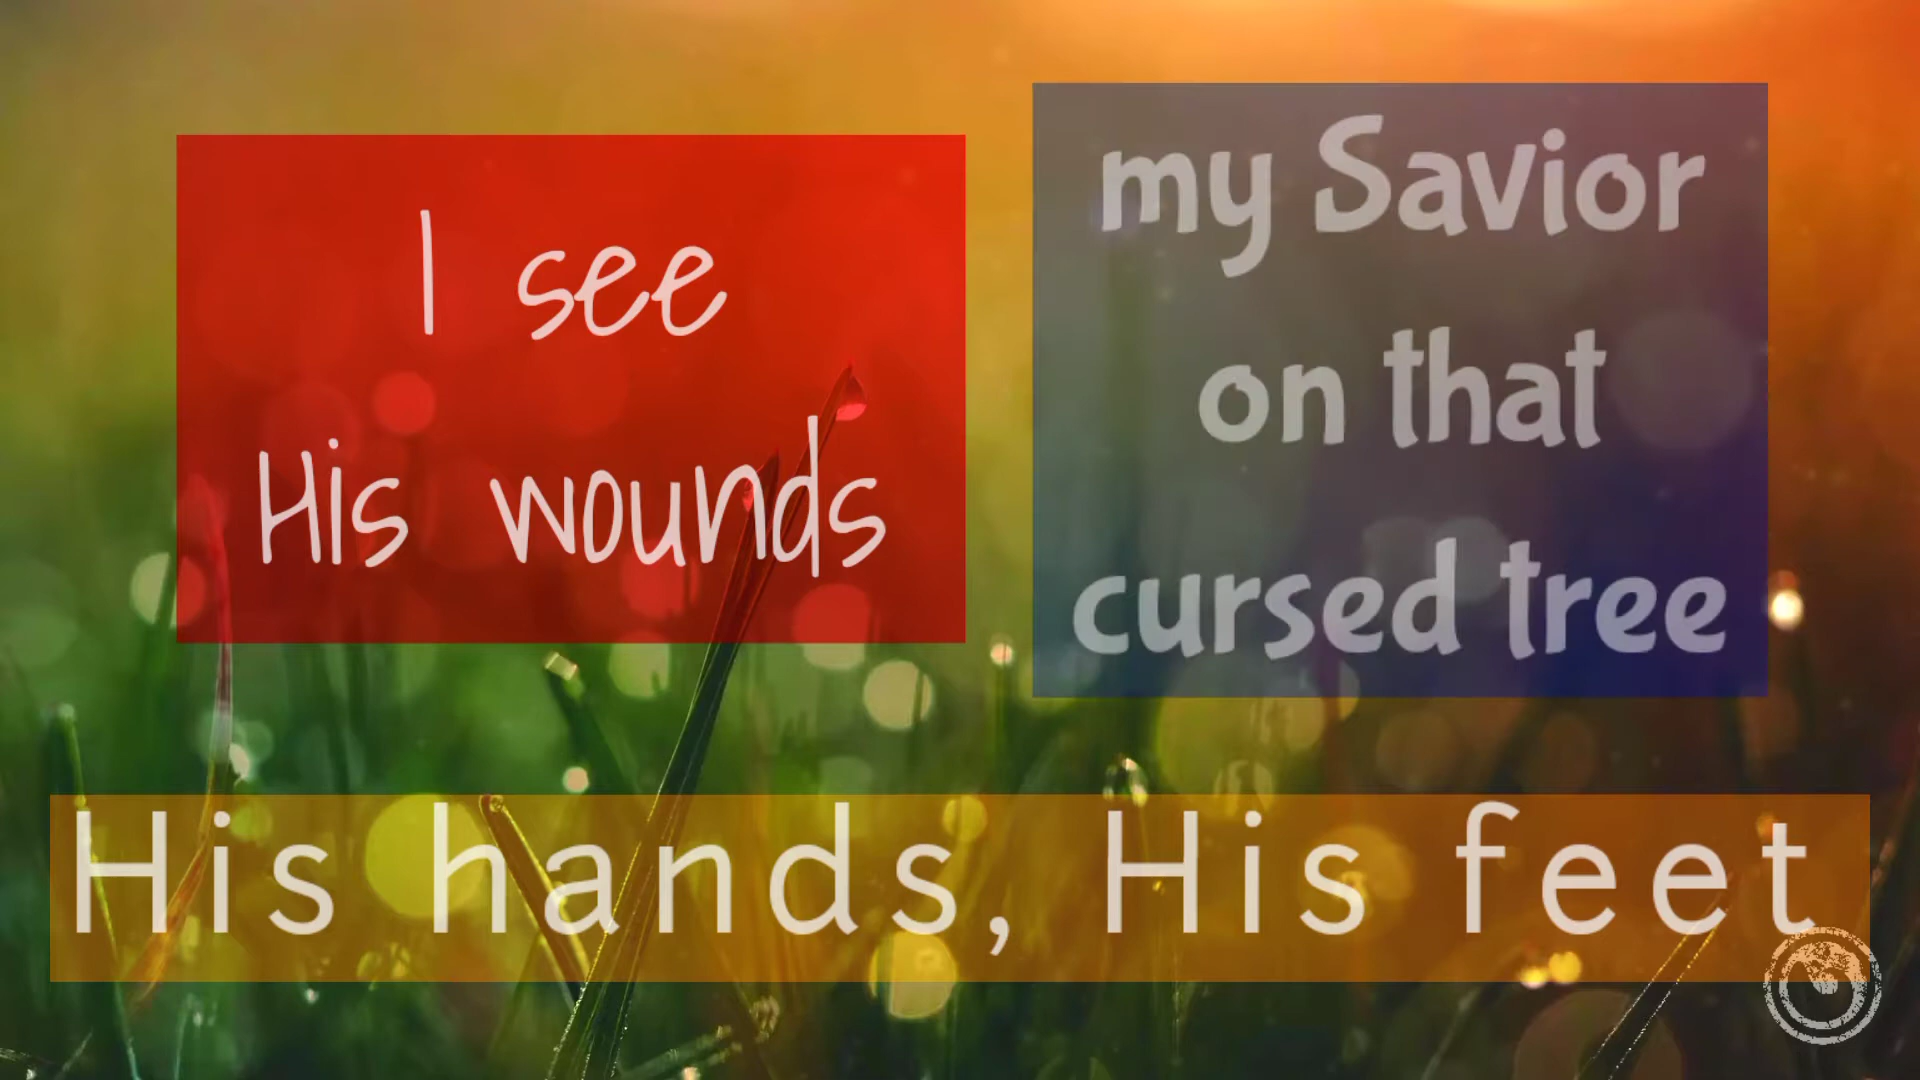 I see
His wounds
His hands, His feet
my Savior
on that
cursed tree